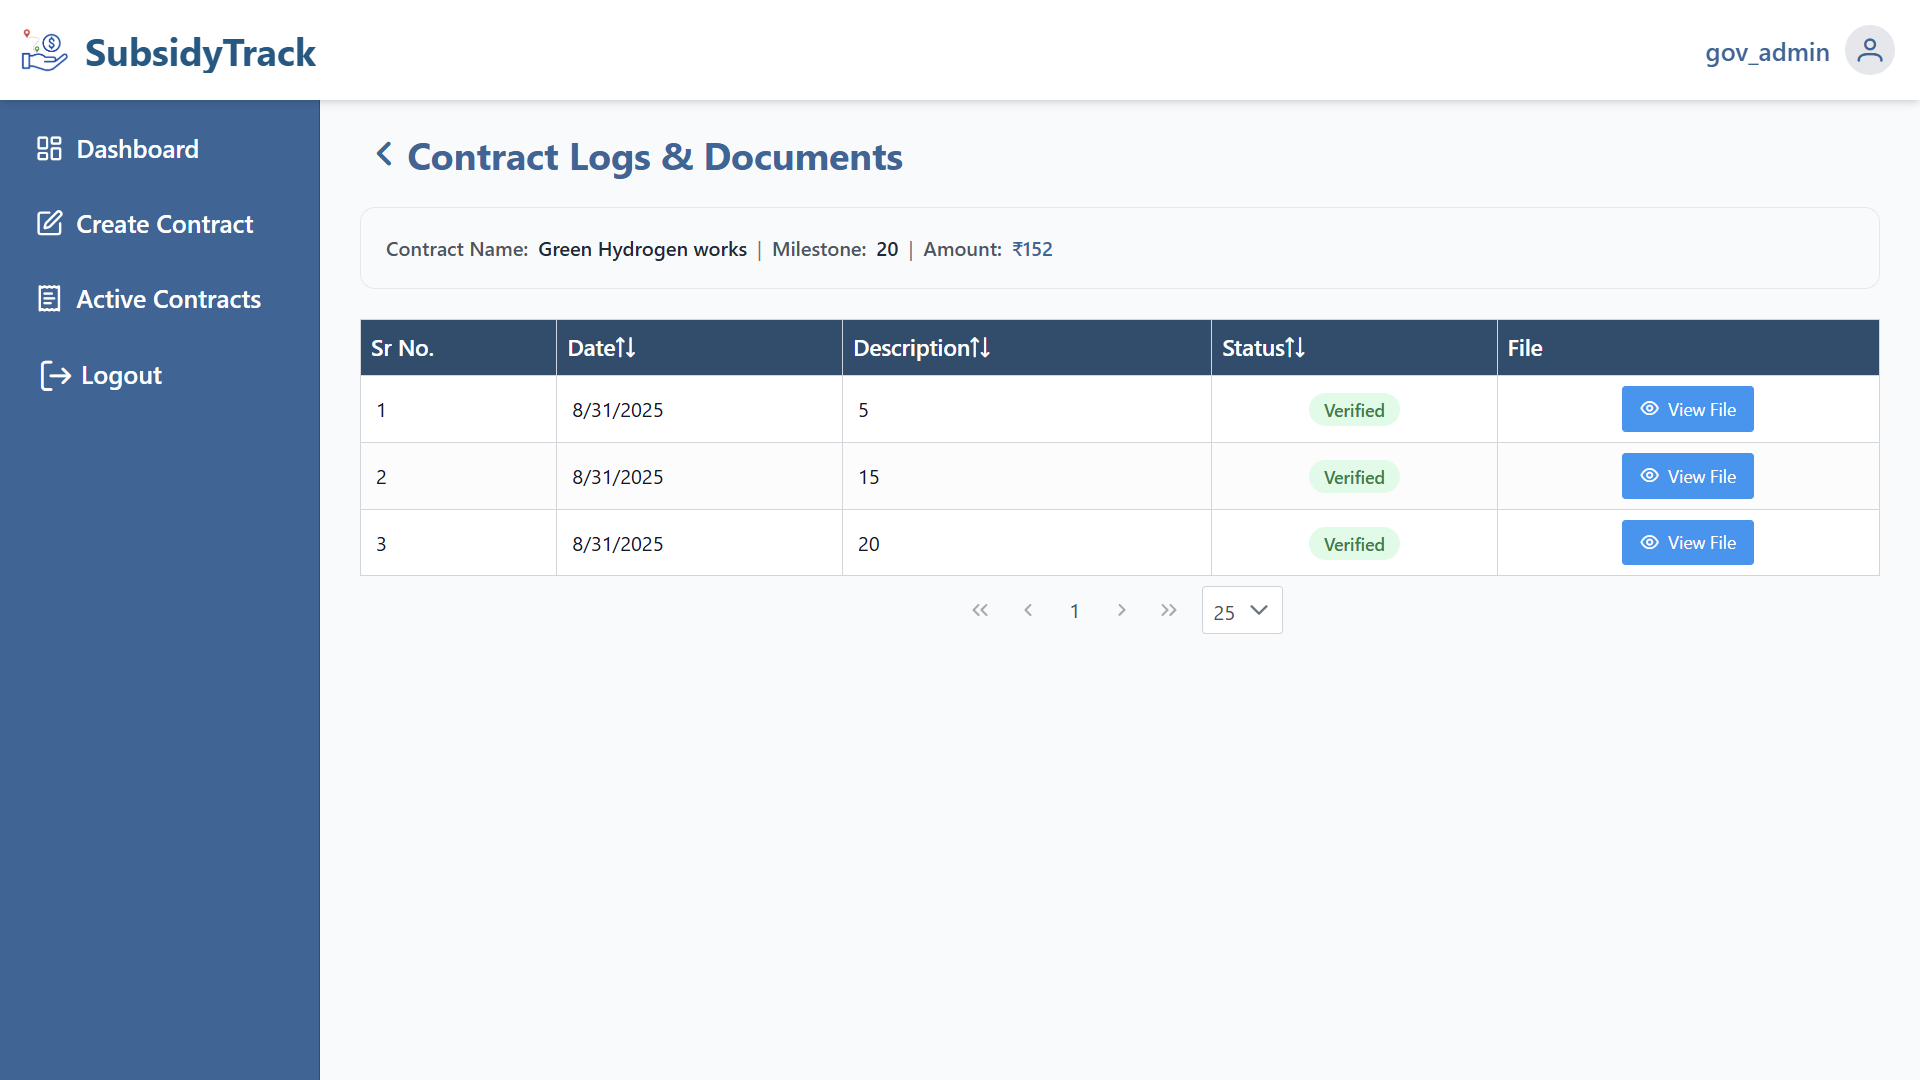 SubsidyTrack
gov_admin
Dashboard
Create Contract
Active Contracts
Logout
Contract Logs & Documents
Contract Name: Green Hydrogen works | Milestone: 20 | Amount: ₹152
Sr No. Date Description Status File
1 8/31/2025 5 Verified View File
2 8/31/2025 15 Verified View File
3 8/31/2025 20 Verified View File
1 25